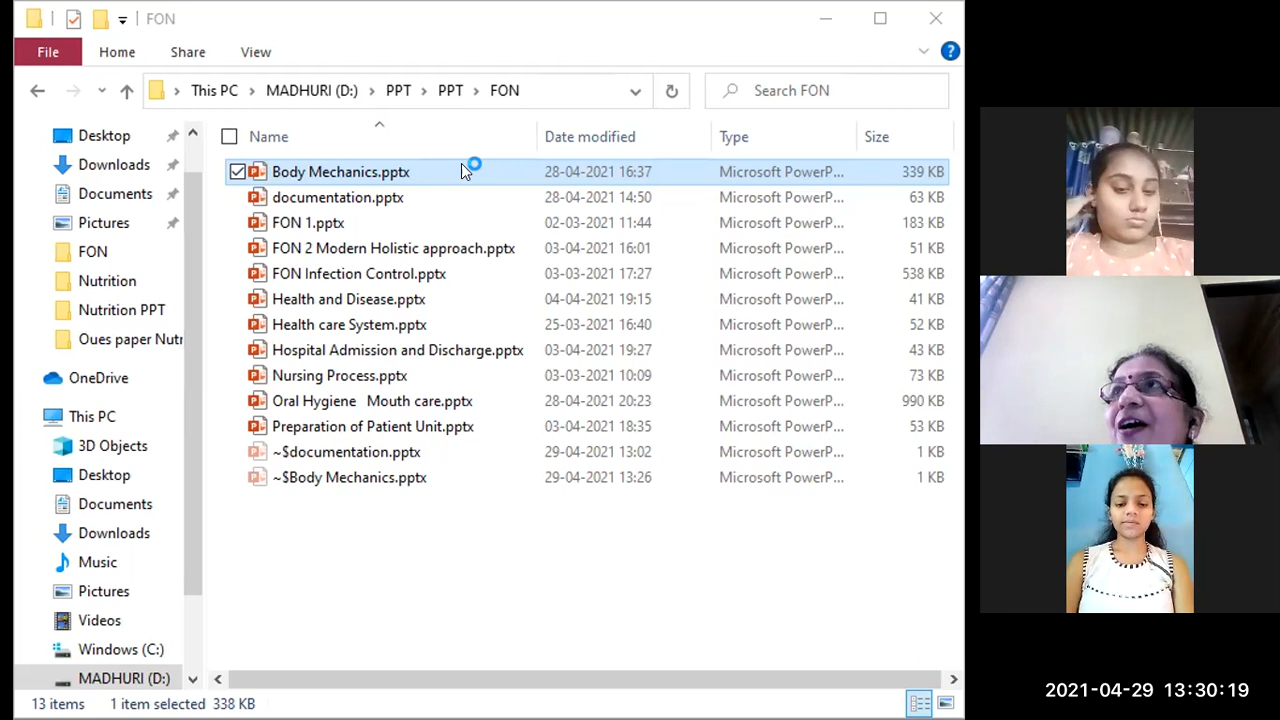 FON
File Home Share View
This PC MADHURI (D:) PPT PPT FON Search FON
Name Date modified Type Size
Desktop
Downloads
Documents
Pictures
FON
Nutrition
Nutrition PPT
Oues paper Nutr
OneDrive
This PC
3D Objects
Desktop
Documents
Downloads
Music
Pictures
Videos
Windows (C:)
MADHURI (D:)
Body Mechanics.pptx 28-04-2021 16:37 Microsoft PowerP... 339 KB
documentation.pptx 28-04-2021 14:50 Microsoft PowerP... 63 KB
FON 1.pptx 02-03-2021 11:44 Microsoft PowerP... 183 KB
FON 2 Modern Holistic approach.pptx 03-04-2021 16:01 Microsoft PowerP... 51 KB
FON Infection Control.pptx 03-03-2021 17:27 Microsoft PowerP... 538 KB
Health and Disease.pptx 04-04-2021 19:15 Microsoft PowerP... 41 KB
Health care System.pptx 25-03-2021 16:40 Microsoft PowerP... 52 KB
Hospital Admission and Discharge.pptx 03-04-2021 19:27 Microsoft PowerP... 43 KB
Nursing Process.pptx 03-03-2021 10:09 Microsoft PowerP... 73 KB
Oral Hygiene Mouth care.pptx 28-04-2021 20:23 Microsoft PowerP... 990 KB
Preparation of Patient Unit.pptx 03-04-2021 18:35 Microsoft PowerP... 53 KB
~$documentation.pptx 29-04-2021 13:02 Microsoft PowerP... 1 KB
~$Body Mechanics.pptx 29-04-2021 13:26 Microsoft PowerP... 1 KB
13 items 1 item selected 338 KB
2021-04-29 13:30:19